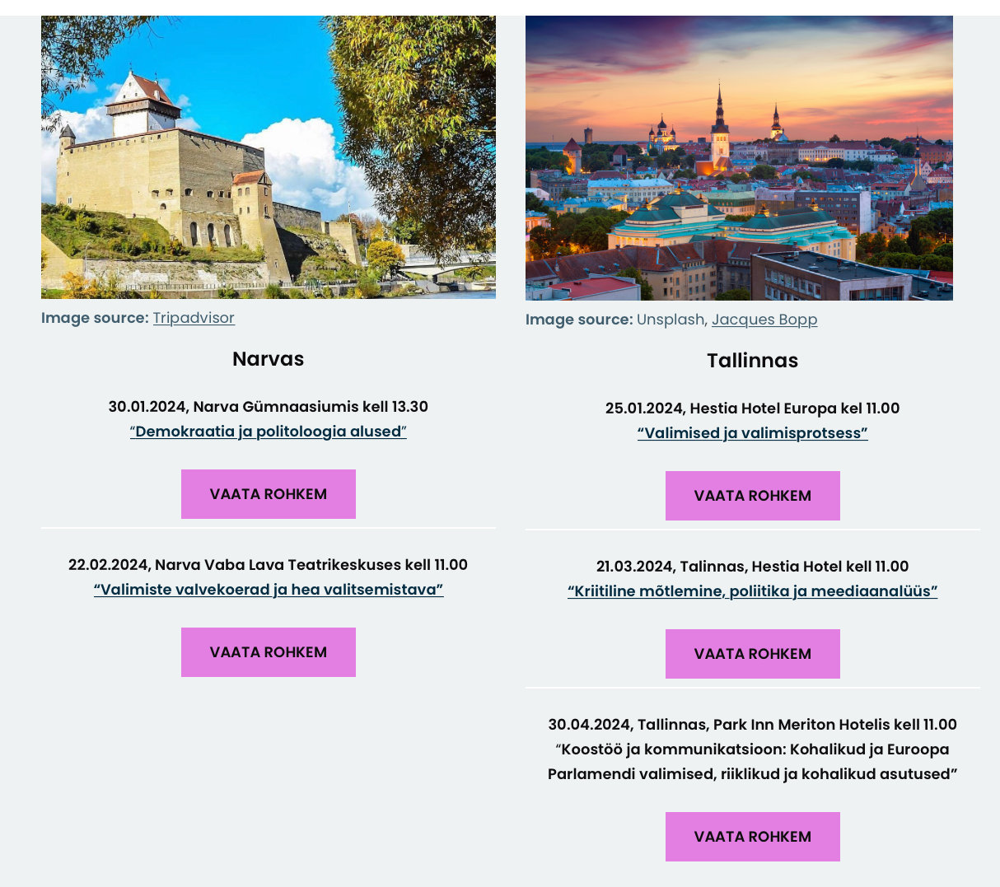 Image source: Tripadvisor
Narvas
30.01.2024, Narva Gümnaasiumis kell 13.30
“Demokraatia ja politoloogia alused”
VAATA ROHKEM
22.02.2024, Narva Vaba Lava Teatrikeskuses kell 11.00
“Valimiste valvekoerad ja hea valitsemistava”
VAATA ROHKEM
Image source: Unsplash, Jacques Bopp
Tallinnas
25.01.2024, Hestia Hotel Europa kel 11.00
“Valimised ja valimisprotsess”
VAATA ROHKEM
21.03.2024, Talinnas, Hestia Hotel kell 11.00
“Kriitiline mõtlemine, poliitika ja meediaanalüüs”
VAATA ROHKEM
30.04.2024, Tallinnas, Park Inn Meriton Hotelis kell 11.00
“Koostöö ja kommunikatsioon: Kohalikud ja Euroopa
Parlamendi valimised, riiklikud ja kohalikud asutused”
VAATA ROHKEM